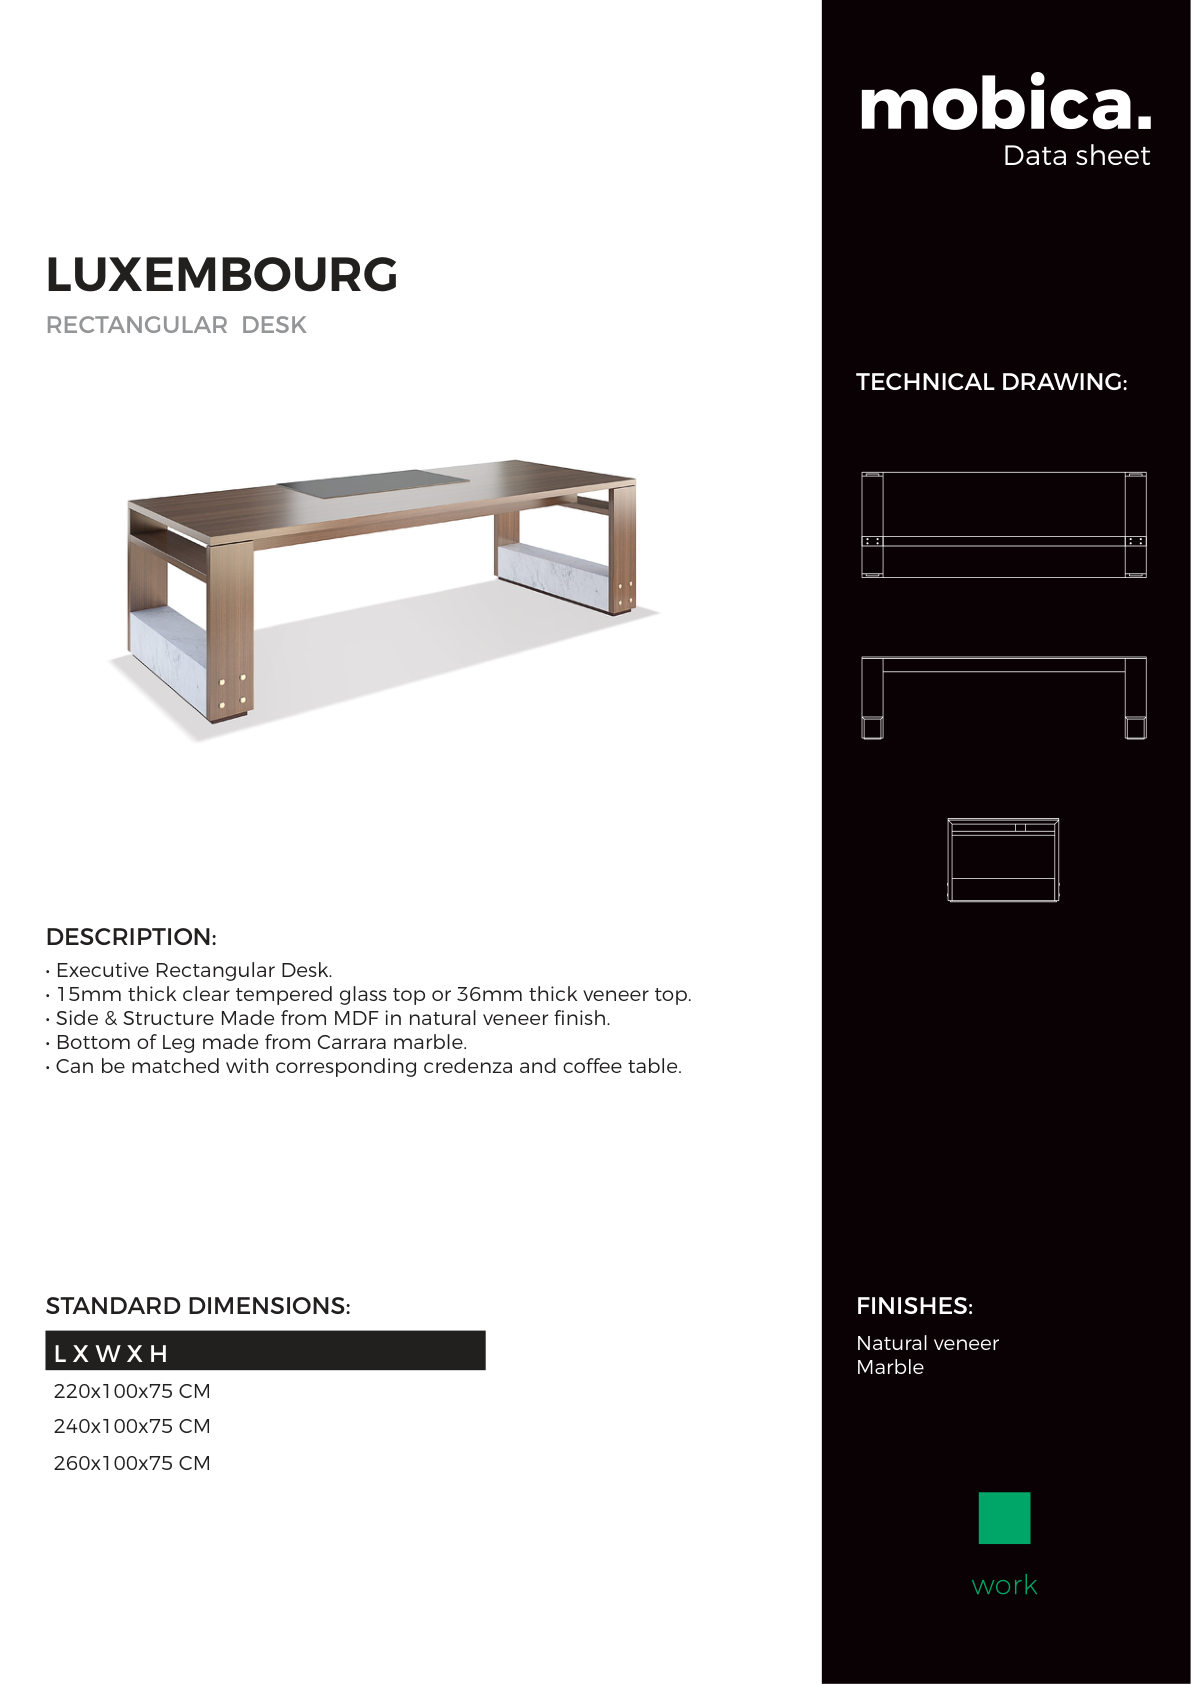 mobica.
Data sheet
LUXEMBOURG
RECTANGULAR DESK
TECHNICAL DRAWING:
DESCRIPTION:
• Executive Rectangular Desk.
• 15mm thick clear tempered glass top or 36mm thick veneer top.
• Side & Structure Made from MDF in natural veneer finish.
• Bottom of Leg made from Carrara marble.
• Can be matched with corresponding credenza and coffee table.
STANDARD DIMENSIONS:
L X W X H
220x100x75 CM
240x100x75 CM
260x100x75 CM
FINISHES:
Natural veneer
Marble
work